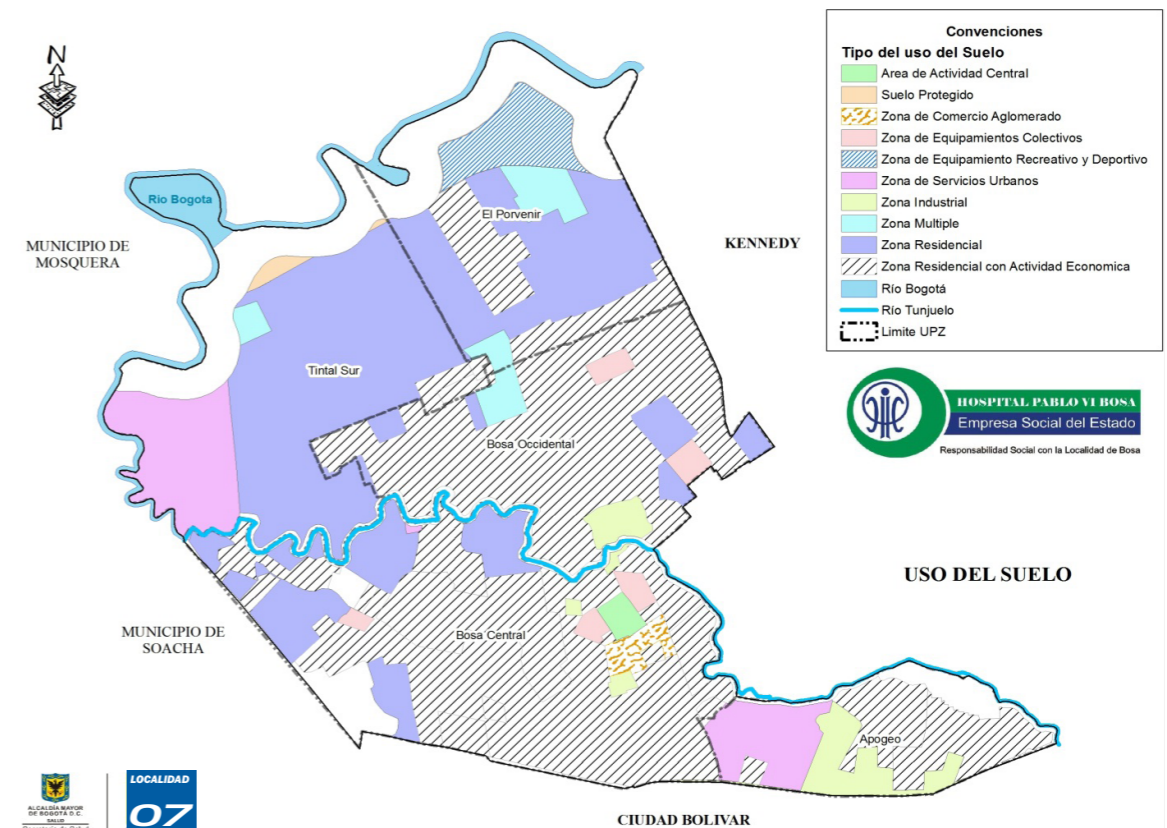 N
Rio Bogota
MUNICIPIO DE
MOSQUERA
El Porvenir
KENNEDY
Tintal Sur
Bosa Occidental
MUNICIPIO DE
SOACHA
Bosa Central
Apogeo
CIUDAD BOLIVAR
Convenciones
Tipo del uso del Suelo
Area de Actividad Central
Suelo Protegido
Zona de Comercio Aglomerado
Zona de Equipamientos Colectivos
Zona de Equipamiento Recreativo y Deportivo
Zona de Servicios Urbanos
Zona Industrial
Zona Multiple
Zona Residencial
Zona Residencial con Actividad Economica
Río Bogotá
Río Tunjuelo
Limite UPZ
HOSPITAL PABLO VI BOSA
Empresa Social del Estado
Responsabilidad Social con la Localidad de Bosa
USO DEL SUELO
ALCALDÍA MAYOR
DE BOGOTÁ D.C.
SALUD
LOCALIDAD
07